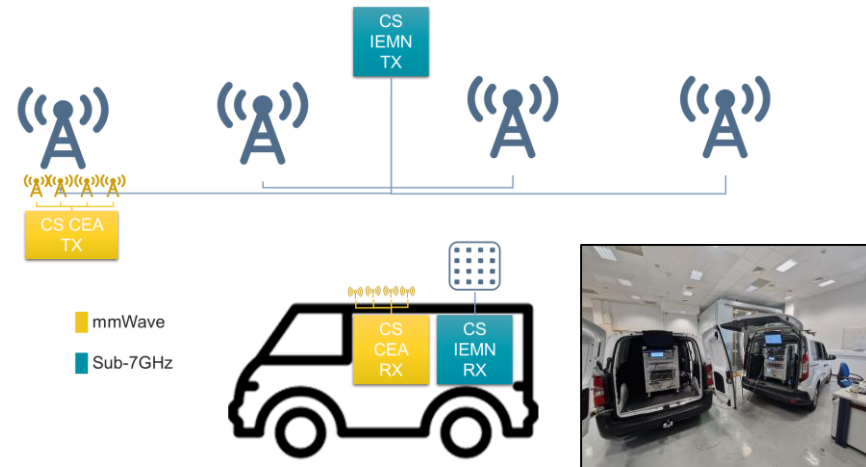 CS
IEMN
TX
CS CEA
TX
mmWave
Sub-7GHz
CS
CEA
RX
CS
IEMN
RX